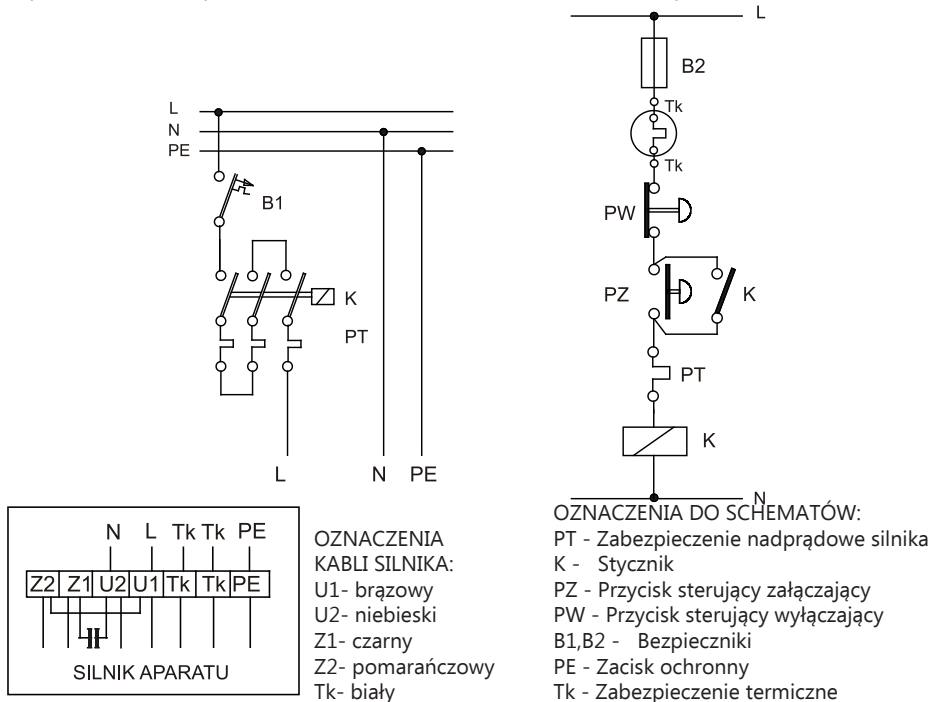 L
N
PE
B1
K
PT
L N PE
L
B2
Tk
Tk
PW
PZ
K
PT
K
N
N L Tk Tk PE
Z2 Z1 U2 U1 Tk Tk PE
SILNIK APARATU
OZNACZENIA
KABLI SILNIKA:
U1- brązowy
U2- niebieski
Z1- czarny
Z2- pomarańczowy
Tk- biały
OZNACZENIA DO SCHEMATÓW:
PT - Zabezpieczenie nadprądowe silnika
K - Stycznik
PZ - Przycisk sterujący załączający
PW - Przycisk sterujący wyłączający
B1,B2 - Bezpieczniki
PE - Zacisk ochronny
Tk - Zabezpieczenie termiczne